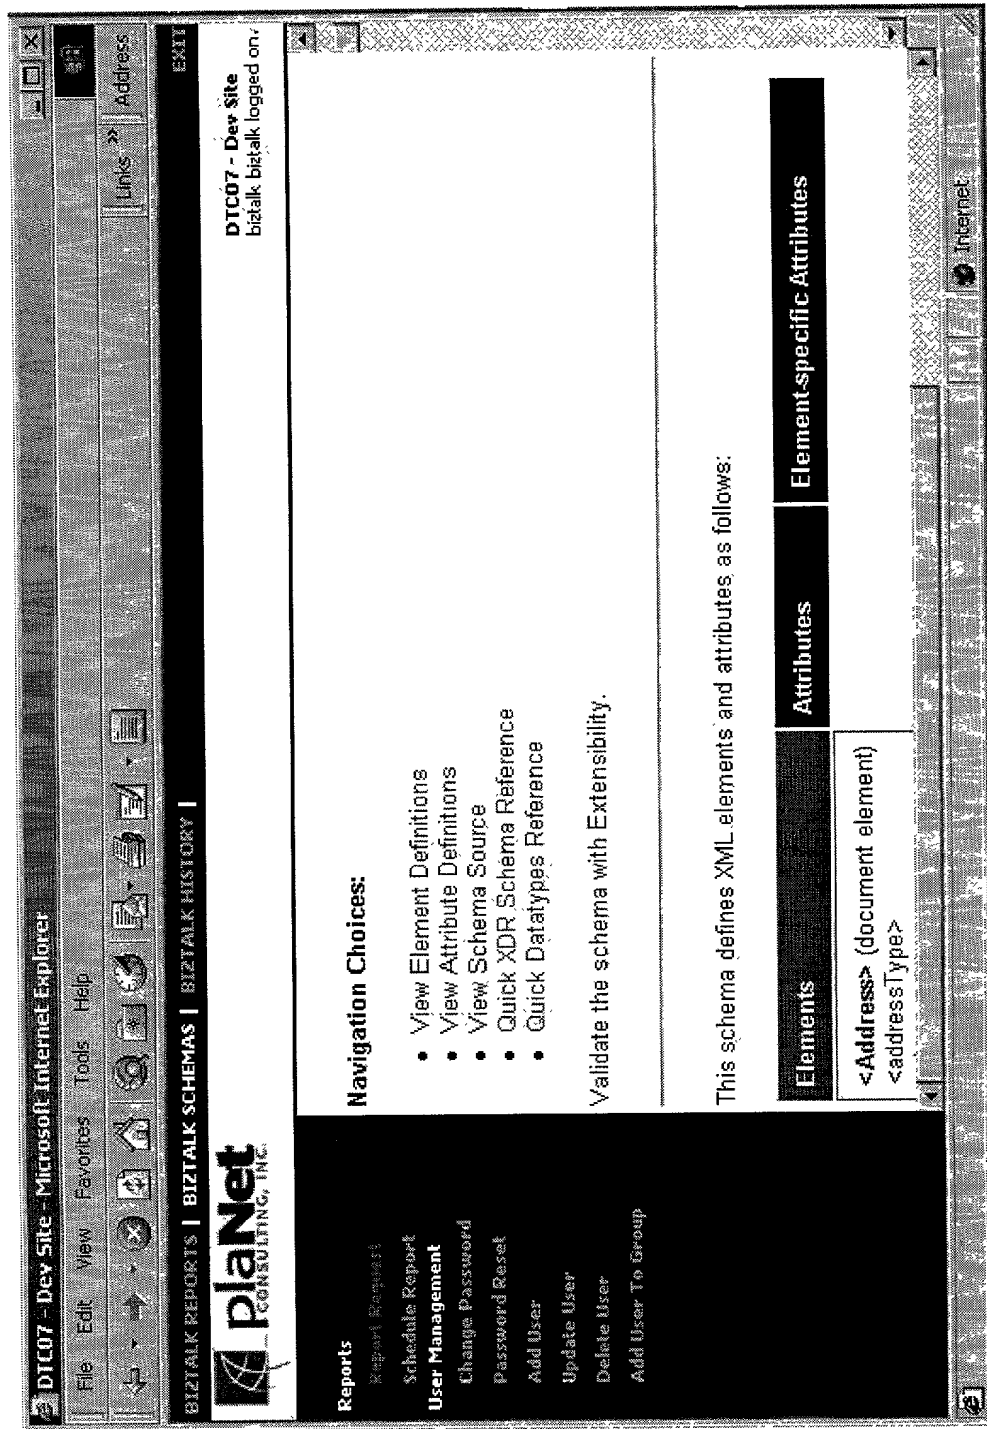 DTC07 - Dev Site - Microsoft Internet Explorer
File Edit View Favorites Tools Help
Links » Address
BIZTALK REPORTS | BIZTALK SCHEMAS | BIZTALK HISTORY | EXIT
plaNet
CONSULTING, INC.
DTC07 - Dev Site
biztalk biztalk logged on
Reports
Report Request
Schedule Report
User Management
Change Password
Password Reset
Add User
Update User
Delete User
Add User To Group
Navigation Choices:
• View Element Definitions
• View Attribute Definitions
• View Schema Source
• Quick XDR Schema Reference
• Quick Datatypes Reference
Validate the schema with Extensibility.
This schema defines XML elements and attributes as follows:
Elements Attributes Element-specific Attributes
<Address> (document element)
<addressType>
Internet